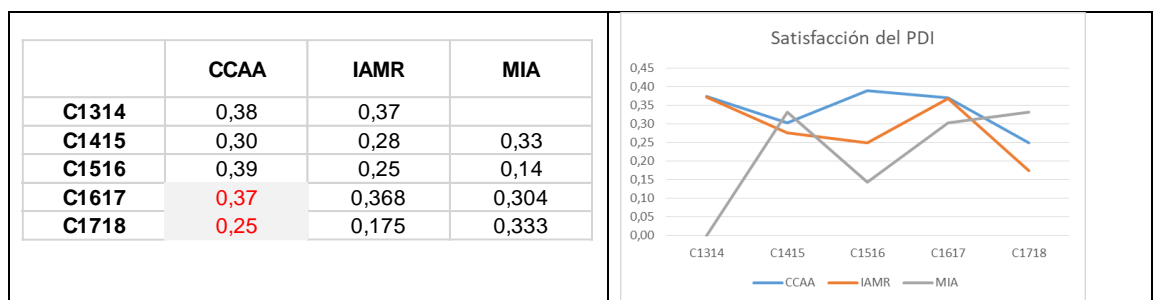 CCAA IAMR MIA
C1314 0,38 0,37
C1415 0,30 0,28 0,33
C1516 0,39 0,25 0,14
C1617 0,37 0,368 0,304
C1718 0,25 0,175 0,333
Satisfacción del PDI
0,45
0,40
0,35
0,30
0,25
0,20
0,15
0,10
0,05
0,00
C1314 C1415 C1516 C1617 C1718
CCAA IAMR MIA